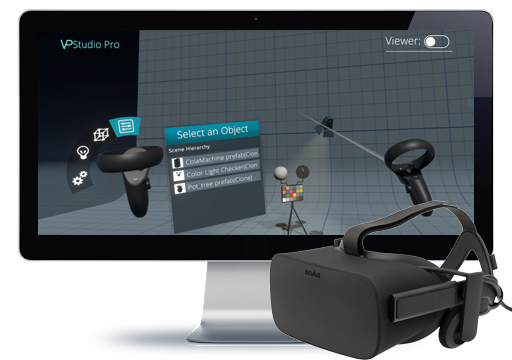 VPStudio Pro
Viewer:
Select an Object
Scene Hierarchy
ColaMachine prefab(Clon
Color Light Checker(Clon
Pot_tree prefab(Clone)
oculus